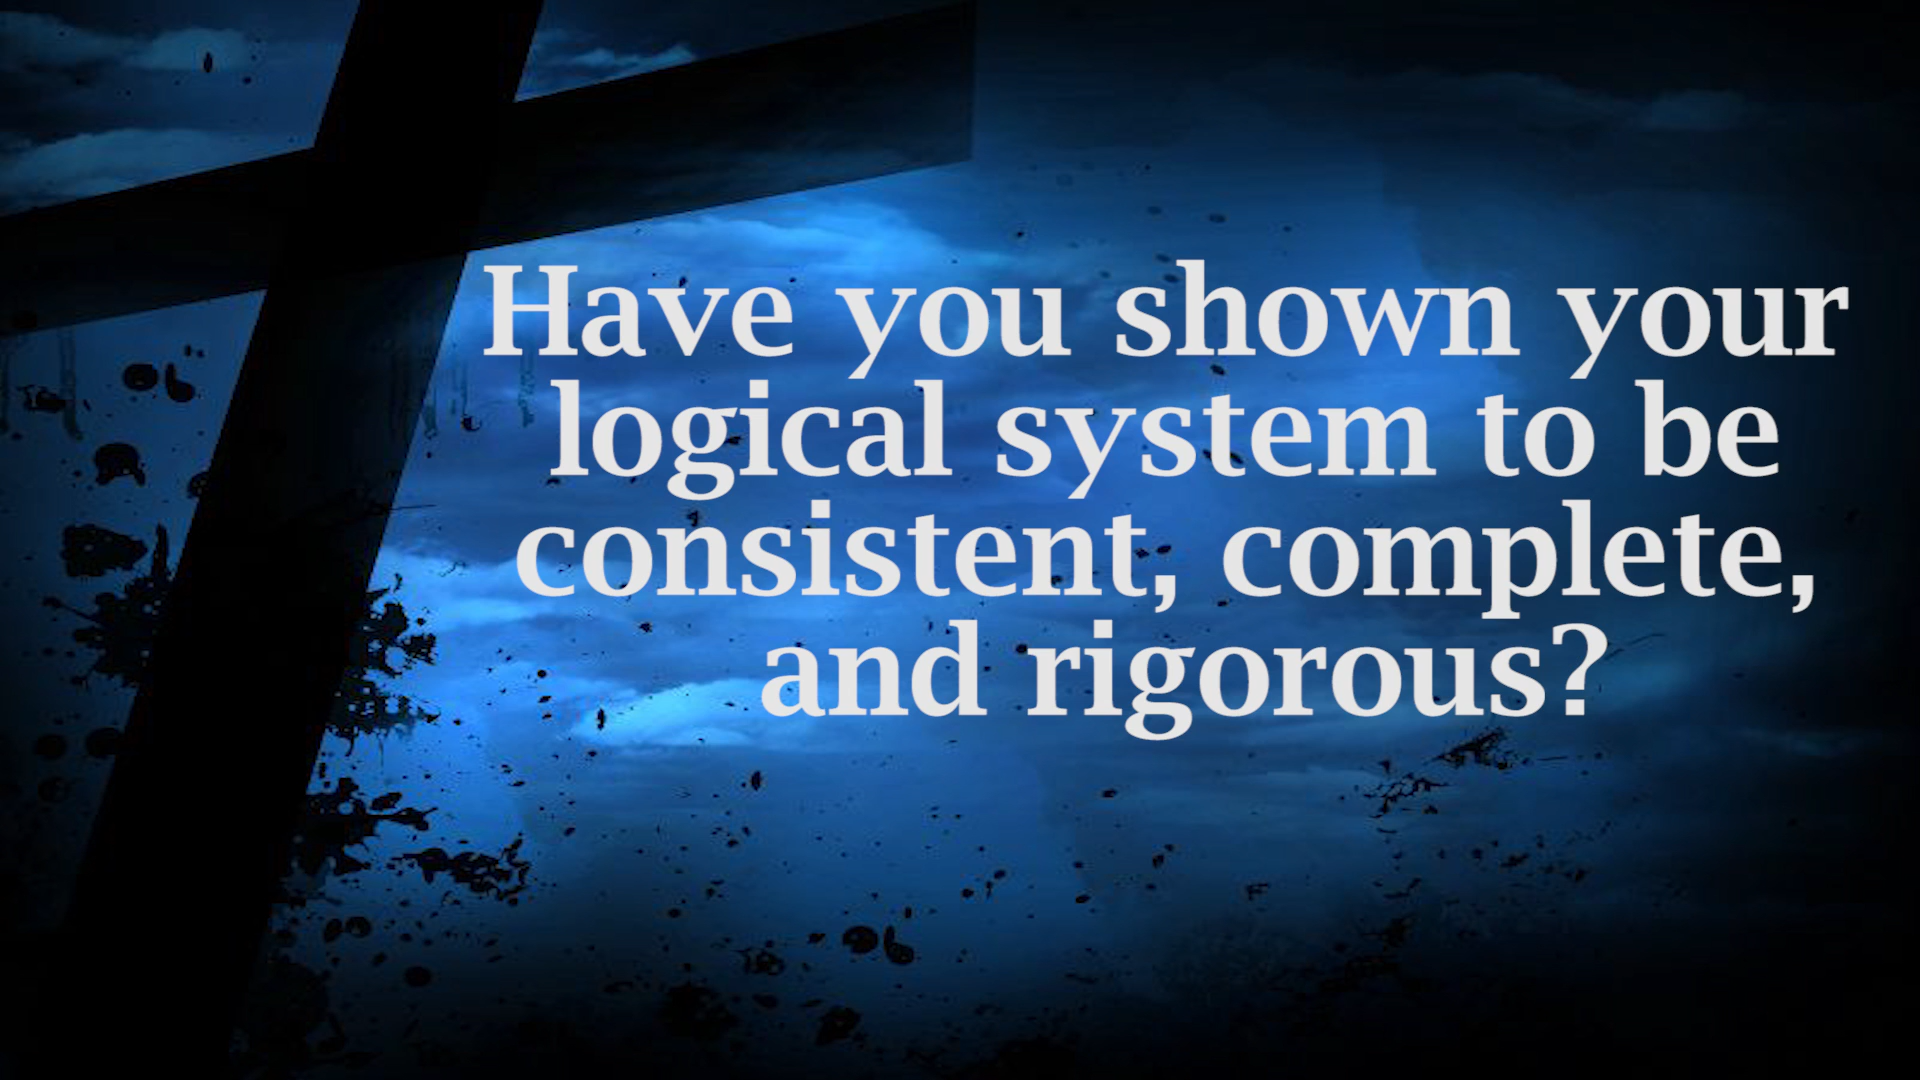 Have you shown your
logical system to be
consistent, complete,
and rigorous?